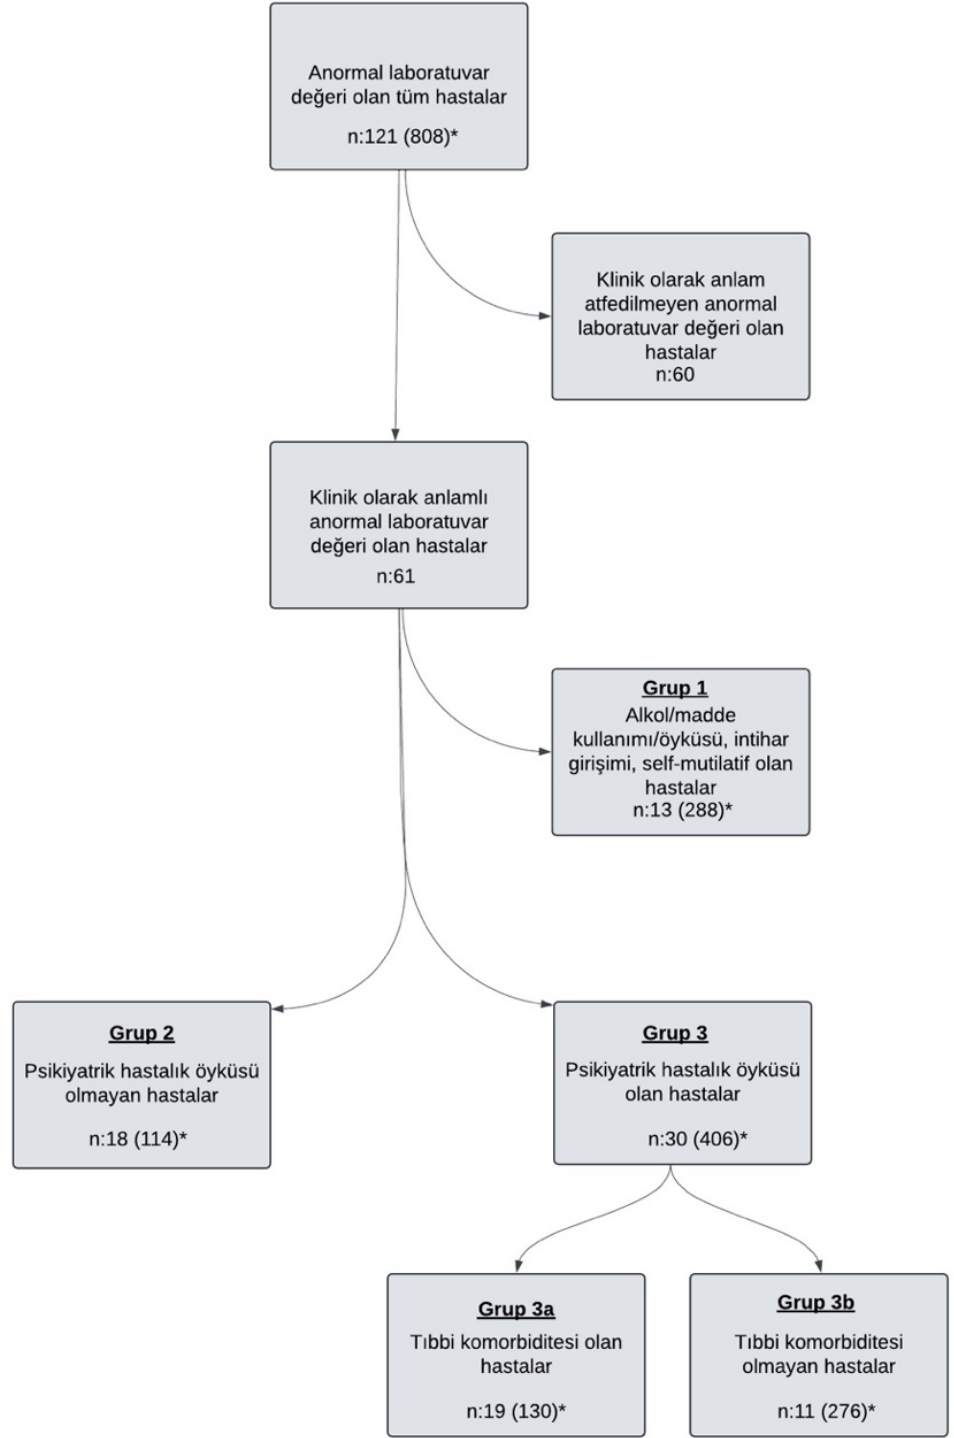 Anormal laboratuvar
değeri olan tüm hastalar
n:121 (808)*
Klinik olarak anlam
atfedilmeyen anormal
laboratuvar değeri olan
hastalar
n:60
Klinik olarak anlamlı
anormal laboratuvar
değeri olan hastalar
n:61
Grup 1
Alkol/madde
kullanımı/öyküsü, intihar
girişimi, self-mutilatif olan
hastalar
n:13 (288)*
Grup 2
Psikiyatrik hastalık öyküsü
olmayan hastalar
n:18 (114)*
Grup 3
Psikiyatrik hastalık öyküsü
olan hastalar
n:30 (406)*
Grup 3a
Tıbbi komorbiditesi olan
hastalar
n:19 (130)*
Grup 3b
Tıbbi komorbiditesi
olmayan hastalar
n:11 (276)*